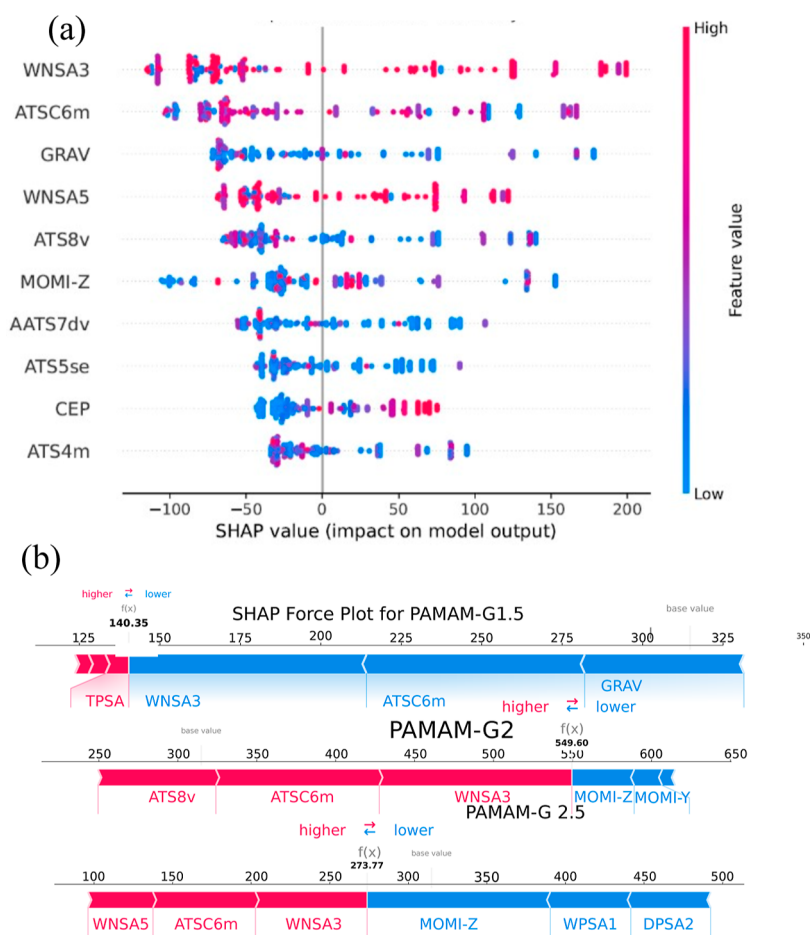 (a)
High
WNSA3
ATSC6m
GRAV
WNSA5
ATS8v
MOMI-Z
AATS7dv
ATS5se
CEP
ATS4m
Feature value
Low
−100 −50 0 50 100 150 200
SHAP value (impact on model output)
(b)
higher lower
f(x)
140.35
SHAP Force Plot for PAMAM-G1.5
base value
125 150 175 200 225 250 275 300 325 350
TPSA WNSA3 ATSC6m GRAV
higher lower
PAMAM-G2
f(x)
549.60
base value
250 300 350 400 450 500 550 600 650
ATS8v ATSC6m WNSA3 MOMI-Z MOMI-Y
PAMAM-G 2.5
higher lower
f(x)
273.77
base value
100 150 200 250 300 350 400 450 500
WNSA5 ATSC6m WNSA3 MOMI-Z WPSA1 DPSA2